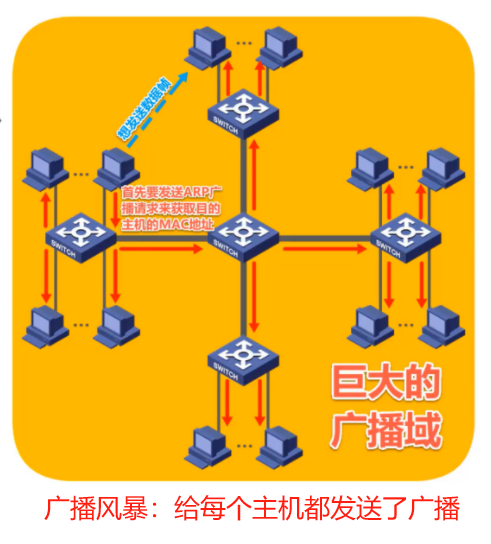 ...
SWITCH
想发送数据帧
...
...
首先要发送ARP广
播请求来获取目的
主机的MAC地址
SWITCH
SWITCH
SWITCH
...
...
SWITCH
巨大的
广播域
...
广播风暴：给每个主机都发送了广播